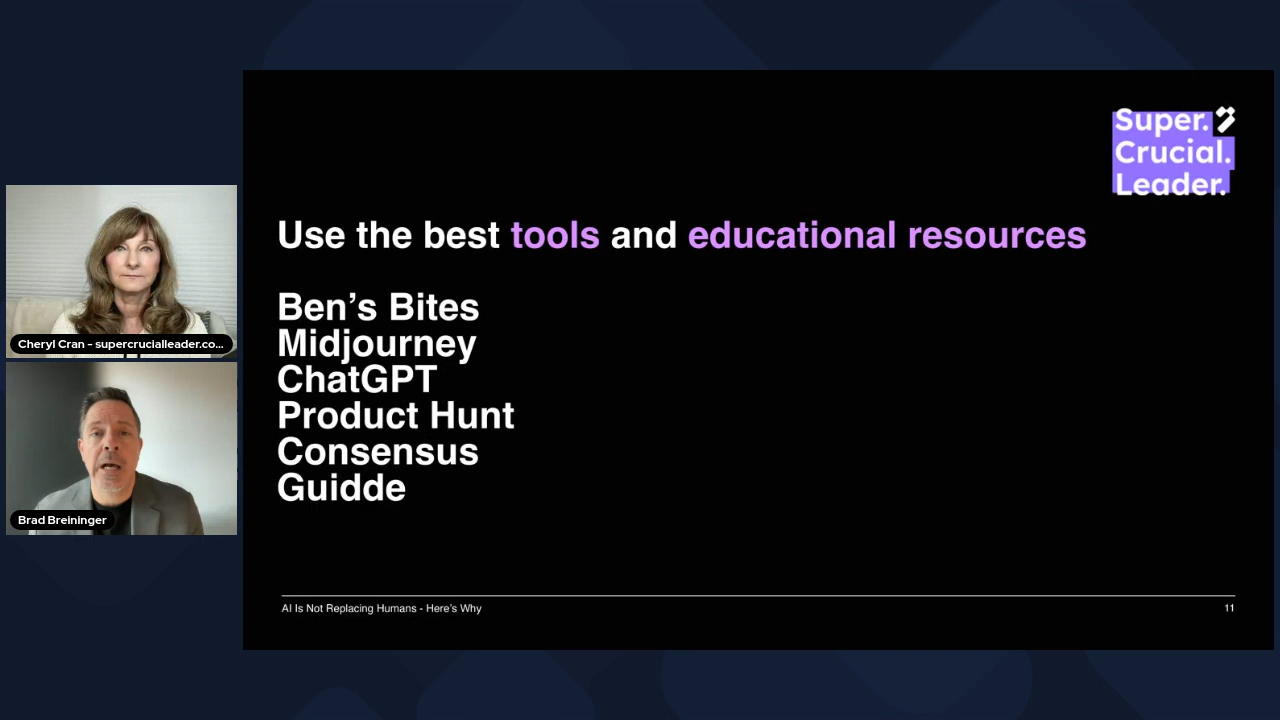 Super.
Crucial.
Leader.
Use the best tools and educational resources
Ben’s Bites
Midjourney
ChatGPT
Product Hunt
Consensus
Guidde
AI Is Not Replacing Humans - Here’s Why
11
Cheryl Cran - supercrucialleader.co...
Brad Breininger